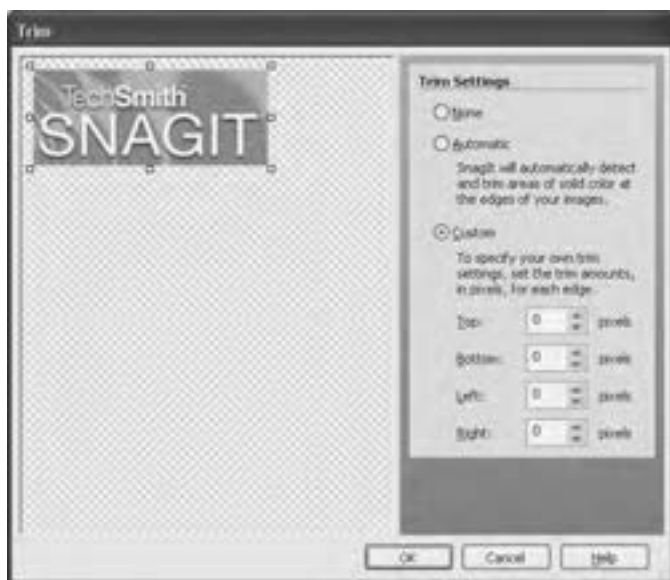 Trim
TechSmith
SNAGIT
Trim Settings
None
Automatic
SnagIt will automatically detect
and trim areas of solid color at
the edges of your images.
Custom
To specify your own trim
settings, set the trim amounts,
in pixels, for each edge.
Top: 0 pixels
Bottom: 0 pixels
Left: 0 pixels
Right: 0 pixels
OK Cancel Help